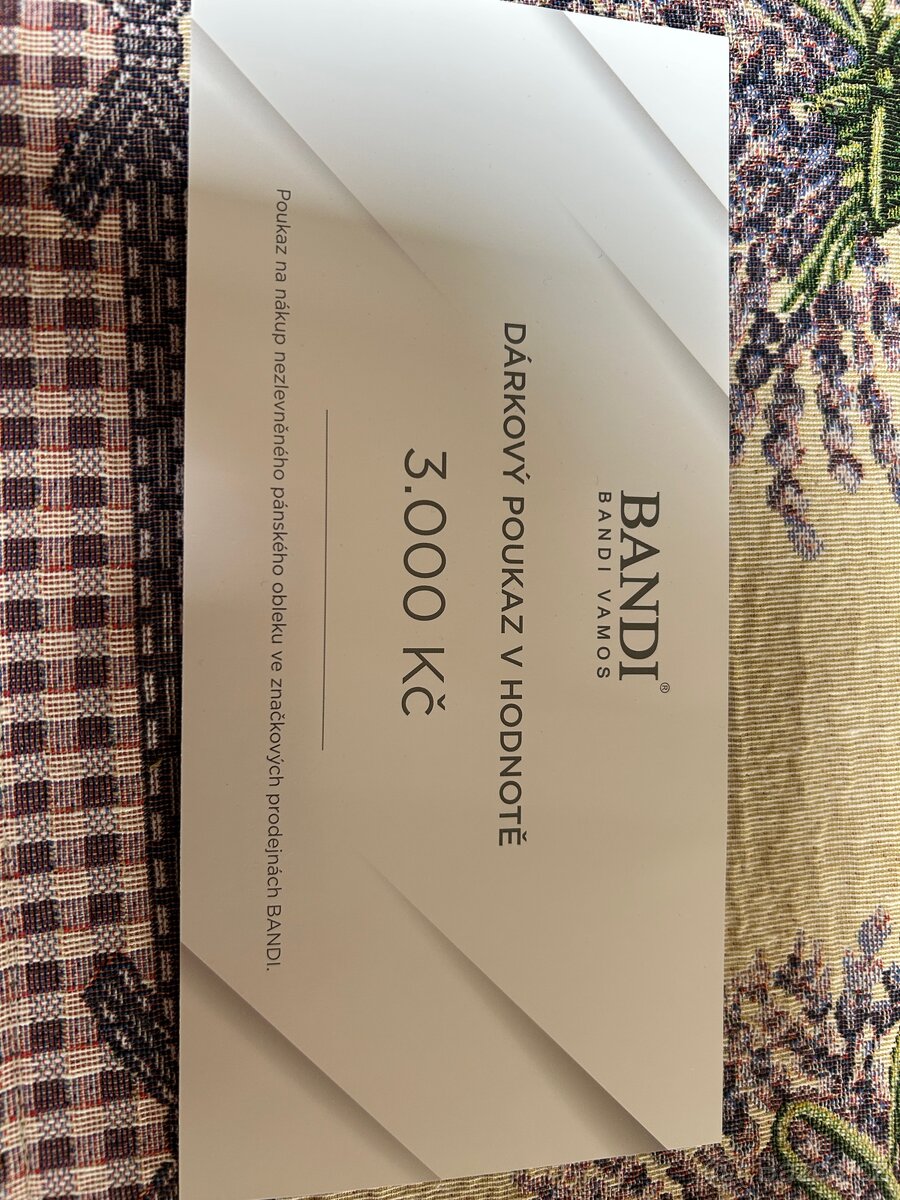 BANDI®
BANDI VAMOS
DÁRKOVÝ POUKAZ V HODNOTĚ
3.000 Kč
Poukaz na nákup nezlevněného pánského obleku ve značkových prodejnách BANDI.